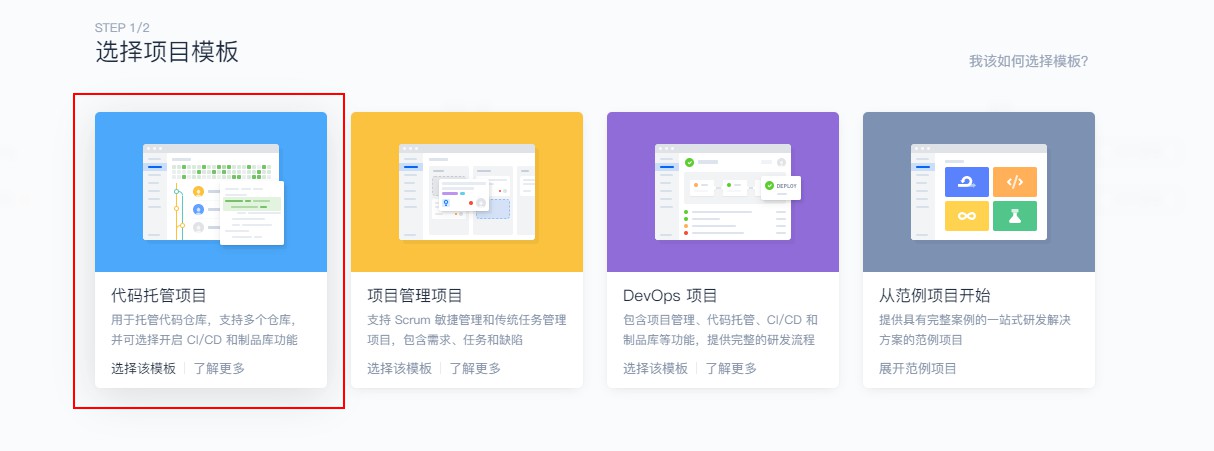 STEP 1/2
选择项目模板
我该如何选择模板?
DEPLOY
代码托管项目
用于托管代码仓库，支持多个仓库，
并可选择开启 CI/CD 和制品库功能
选择该模板 | 了解更多
项目管理项目
支持 Scrum 敏捷管理和传统任务管理
项目，包含需求、任务和缺陷
选择该模板 | 了解更多
DevOps 项目
包含项目管理、代码托管、CI/CD 和
制品库等功能，提供完整的研发流程
选择该模板 | 了解更多
从范例项目开始
提供具有完整案例的一站式研发解决
方案的范例项目
展开范例项目